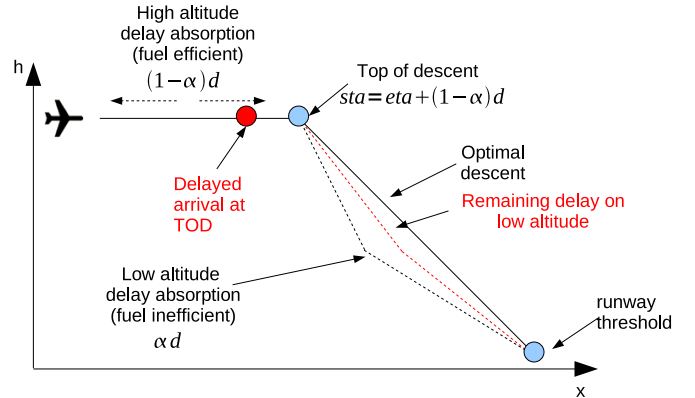 High altitude
delay absorption
(fuel efficient)
(1−α)d
h
Top of descent
sta=eta+(1−α)d
Optimal
descent
Delayed
arrival at
TOD
Remaining delay on
low altitude
Low altitude
delay absorption
(fuel inefficient)
αd
runway
threshold
x